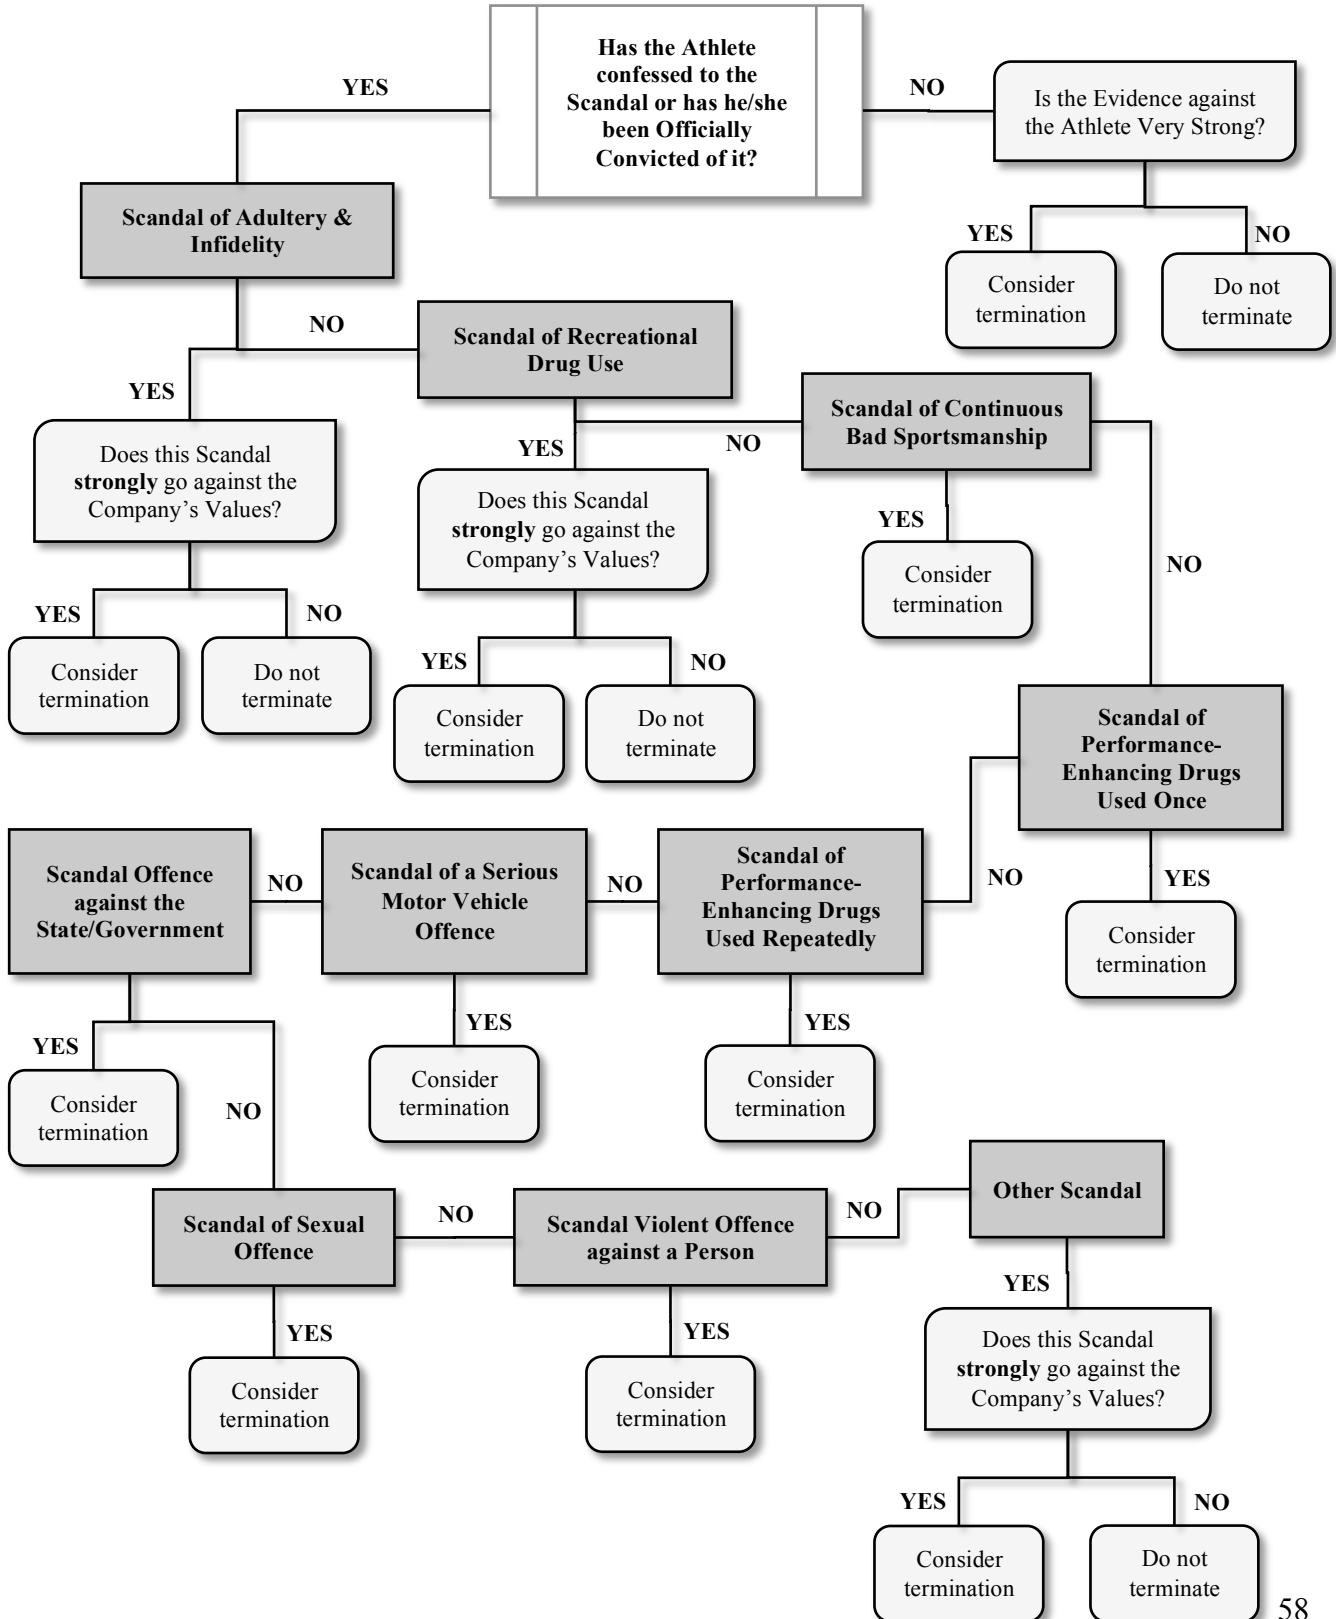 Has the Athlete
confessed to the
Scandal or has he/she
been Officially
Convicted of it?
YES
NO
Is the Evidence against
the Athlete Very Strong?
YES
NO
Consider
termination
Do not
terminate
Scandal of Adultery &
Infidelity
NO
YES
Scandal of Recreational
Drug Use
Does this Scandal
strongly go against the
Company's Values?
YES
NO
Consider
termination
Do not
terminate
YES
NO
Does this Scandal
strongly go against the
Company's Values?
YES
NO
Consider
termination
Do not
terminate
Scandal of Continuous
Bad Sportsmanship
YES
NO
Consider
termination
Scandal of
Performance-
Enhancing Drugs
Used Once
NO
YES
Consider
termination
Scandal of
Performance-
Enhancing Drugs
Used Repeatedly
NO
YES
Consider
termination
Scandal of a Serious
Motor Vehicle
Offence
NO
YES
Consider
termination
Scandal Offence
against the
State/Government
YES
NO
Consider
termination
Scandal of Sexual
Offence
NO
YES
Consider
termination
Scandal Violent Offence
against a Person
NO
YES
Consider
termination
Other Scandal
YES
Does this Scandal
strongly go against the
Company's Values?
YES
NO
Consider
termination
Do not
terminate
58